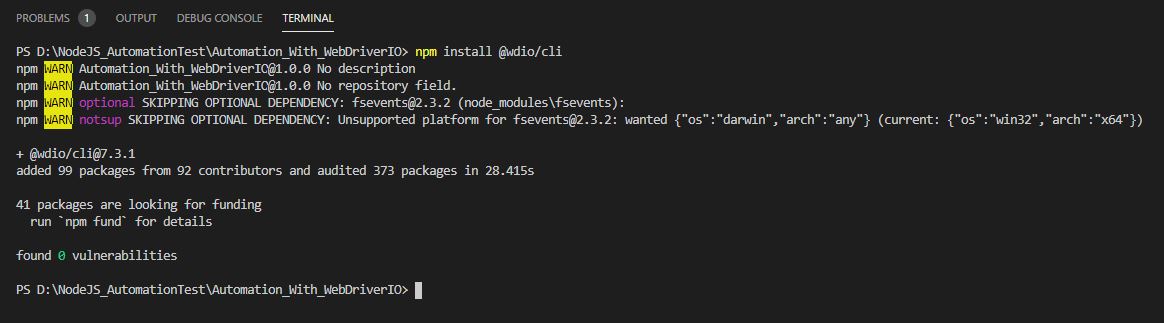 PROBLEMS 1 OUTPUT DEBUG CONSOLE TERMINAL
PS D:\NodeJS_AutomationTest\Automation_With_WebDriverIO> npm install @wdio/cli
npm WARN Automation_With_WebDriverIO@1.0.0 No description
npm WARN Automation_With_WebDriverIO@1.0.0 No repository field.
npm WARN optional SKIPPING OPTIONAL DEPENDENCY: fsevents@2.3.2 (node_modules\fsevents):
npm WARN notsup SKIPPING OPTIONAL DEPENDENCY: Unsupported platform for fsevents@2.3.2: wanted {"os":"darwin","arch":"any"} (current: {"os":"win32","arch":"x64"})
+ @wdio/cli@7.3.1
added 99 packages from 92 contributors and audited 373 packages in 28.415s
41 packages are looking for funding
run `npm fund` for details
found 0 vulnerabilities
PS D:\NodeJS_AutomationTest\Automation_With_WebDriverIO>